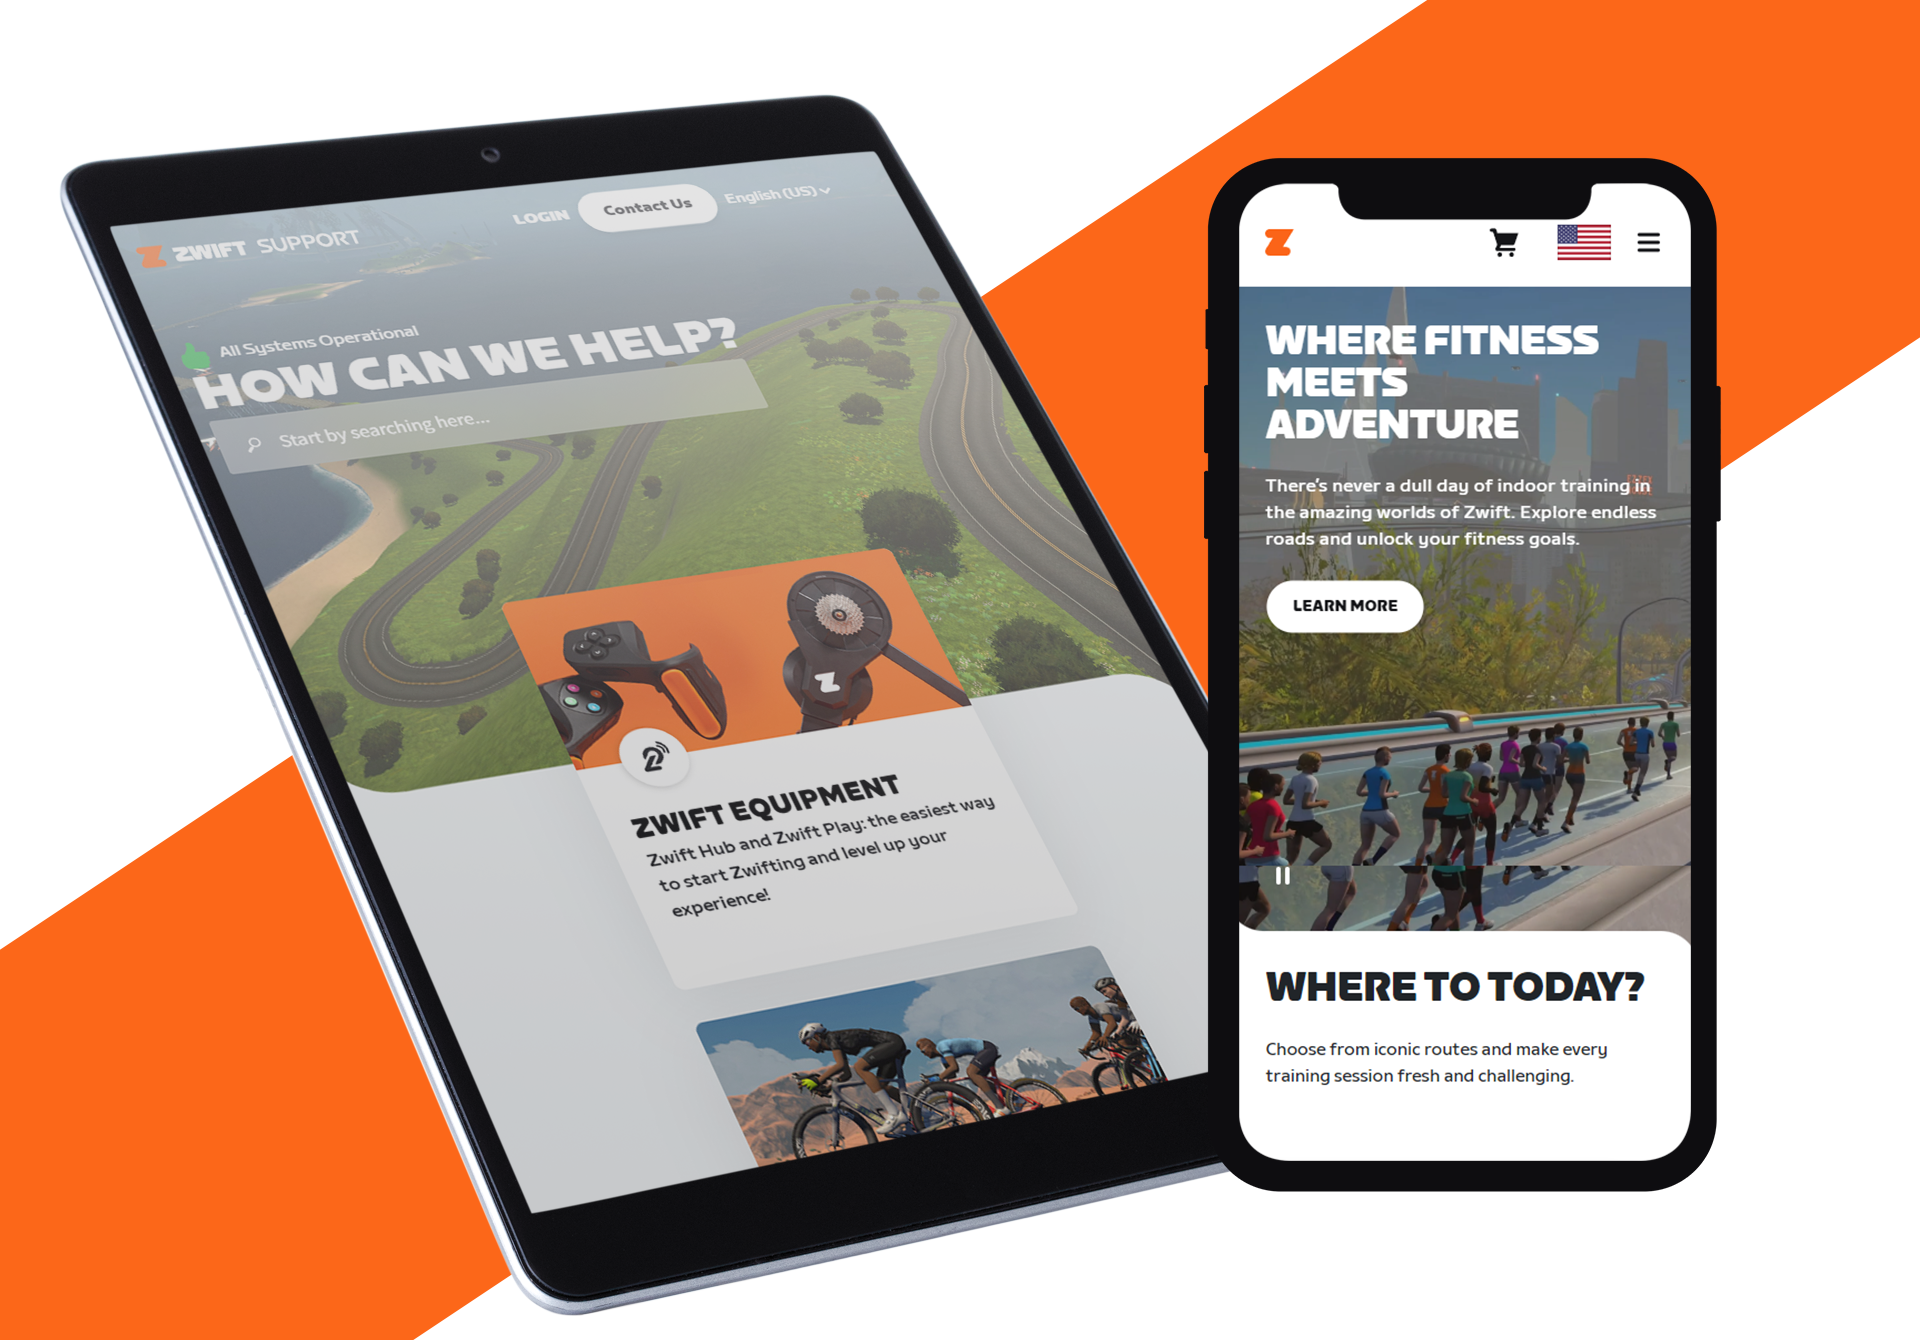 LOGIN
Contact Us
English (US)
ZWIFT SUPPORT
All Systems Operational
HOW CAN WE HELP?
Start by searching here...
ZWIFT EQUIPMENT
Zwift Hub and Zwift Play: the easiest way
to start Zwifting and level up your
experience!
WHERE FITNESS
MEETS
ADVENTURE
There's never a dull day of indoor training in
the amazing worlds of Zwift. Explore endless
roads and unlock your fitness goals.
LEARN MORE
WHERE TO TODAY?
Choose from iconic routes and make every
training session fresh and challenging.